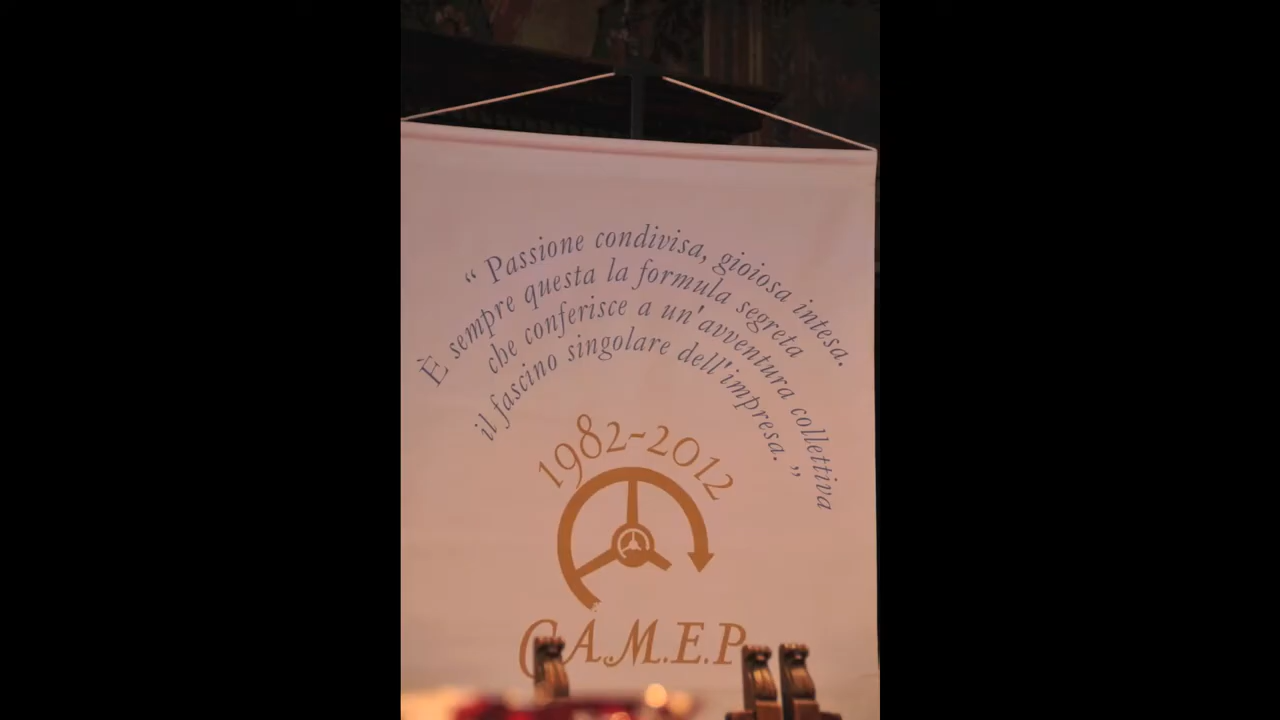 “ Passione condivisa, gioiosa intesa.
È sempre questa la formula segreta
che conferisce a un'avventura collettiva
il fascino singolare dell'impresa. ”
1982-2012
C.A.M.E.P.